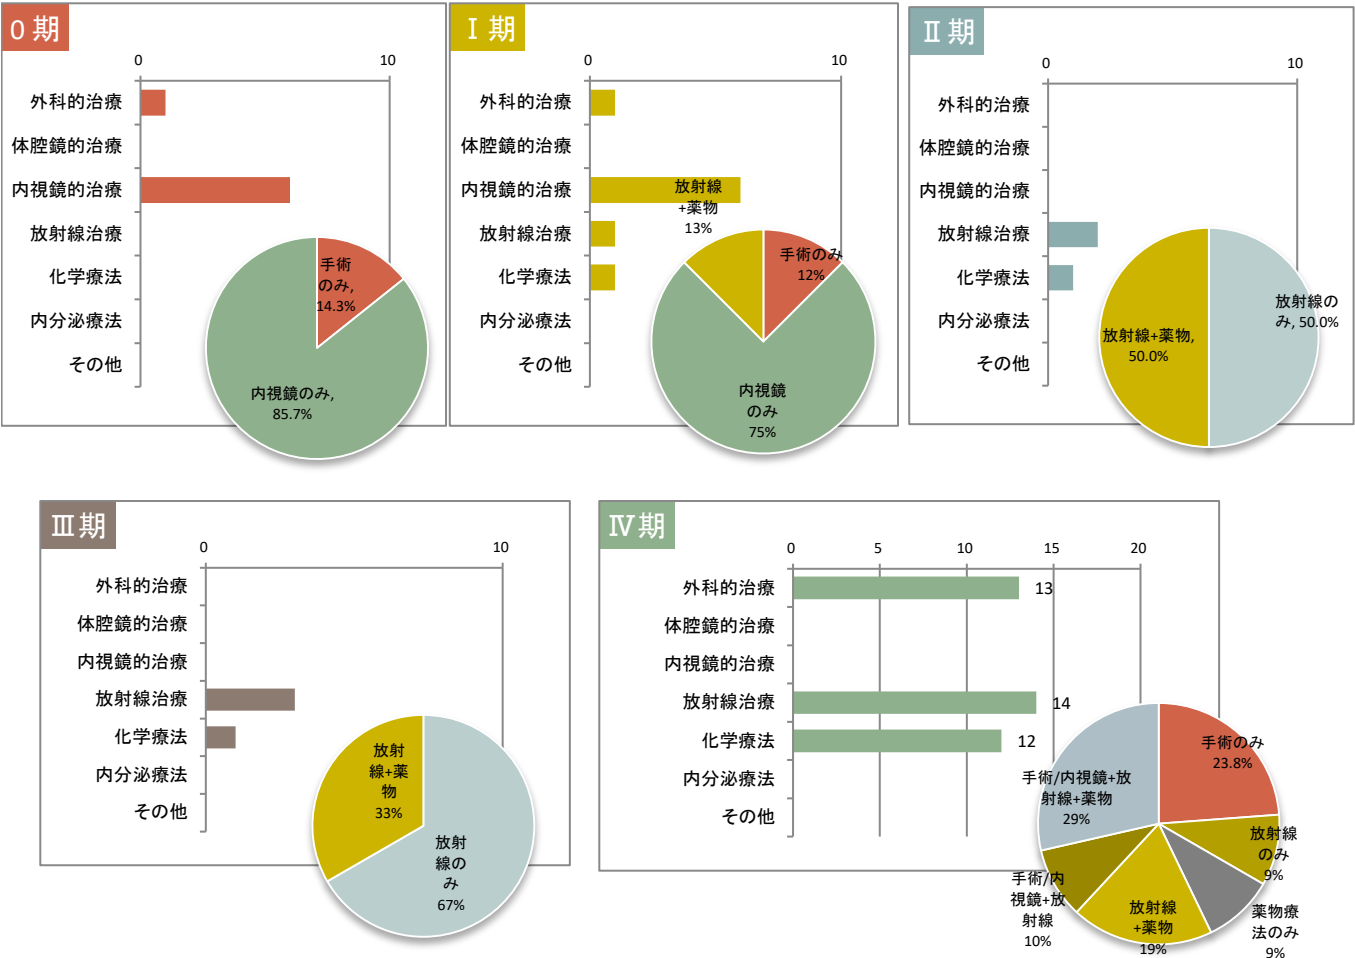 0期
0
10
外科的治療
体腔鏡的治療
内視鏡的治療
放射線治療
化学療法
内分泌療法
その他
手術
のみ,
14.3%
内視鏡のみ,
85.7%
Ⅰ期
0
10
外科的治療
体腔鏡的治療
内視鏡的治療
放射線治療
化学療法
内分泌療法
その他
放射線
+薬物
13%
手術のみ
12%
内視鏡
のみ
75%
Ⅱ期
0
10
外科的治療
体腔鏡的治療
内視鏡的治療
放射線治療
化学療法
内分泌療法
その他
放射線の
み, 50.0%
放射線+薬物,
50.0%
Ⅲ期
0
10
外科的治療
体腔鏡的治療
内視鏡的治療
放射線治療
化学療法
内分泌療法
その他
放射
線+薬
物
33%
放射
線の
み
67%
Ⅳ期
0
5
10
15
20
外科的治療
体腔鏡的治療
内視鏡的治療
放射線治療
化学療法
内分泌療法
その他
13
14
12
手術のみ
23.8%
放射線
のみ
9%
薬物療
法のみ
9%
放射線
+薬物
19%
手術/内
視鏡+放
射線
10%
手術/内視鏡+放
射線+薬物
29%